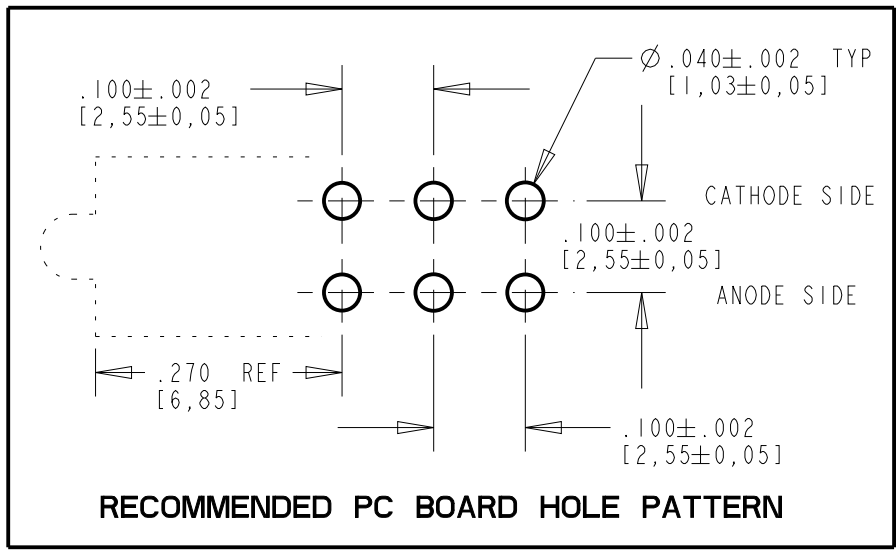 .100±.002
[2,55±0,05]
Ø.040±.002 TYP
[1,03±0,05]
CATHODE SIDE
.100±.002
[2,55±0,05]
ANODE SIDE
.270 REF
[6,85]
.100±.002
[2,55±0,05]
RECOMMENDED PC BOARD HOLE PATTERN